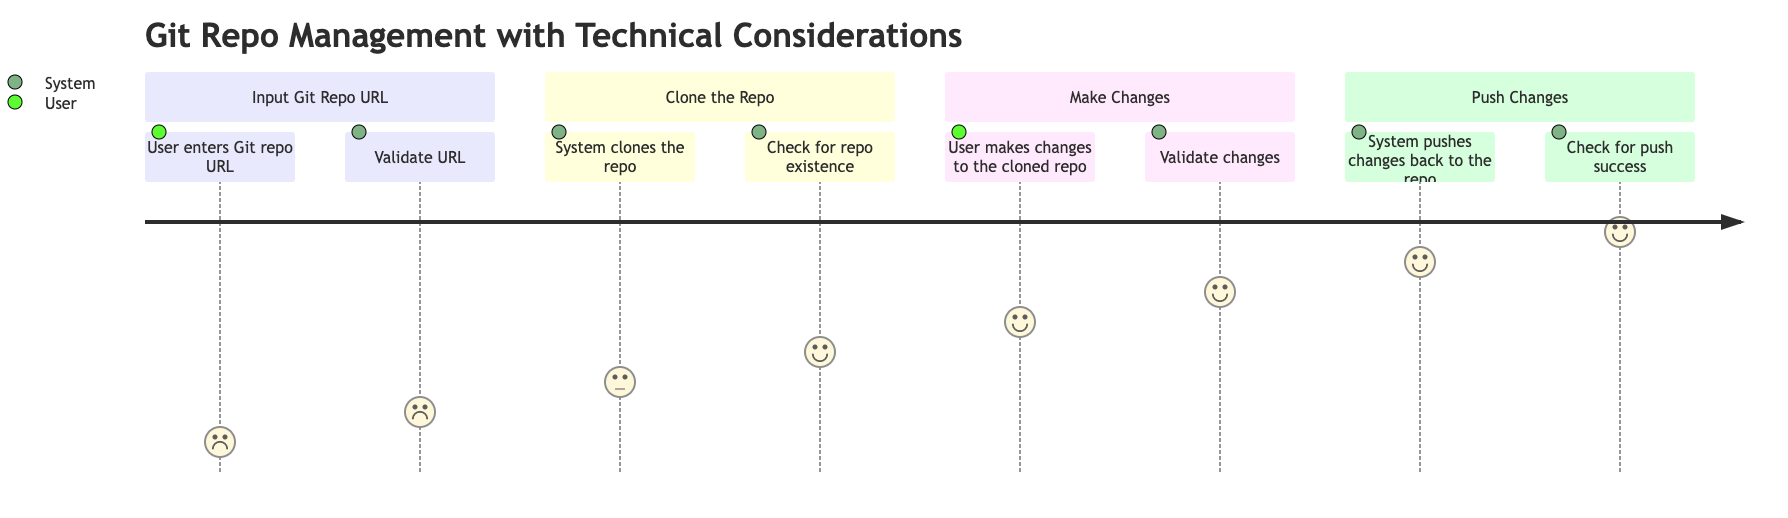 Git Repo Management with Technical Considerations
System
User
Input Git Repo URL
Clone the Repo
Make Changes
Push Changes
User enters Git repo
URL
Validate URL
System clones the
repo
Check for repo
existence
User makes changes
to the cloned repo
Validate changes
System pushes
changes back to the
repo
Check for push
success